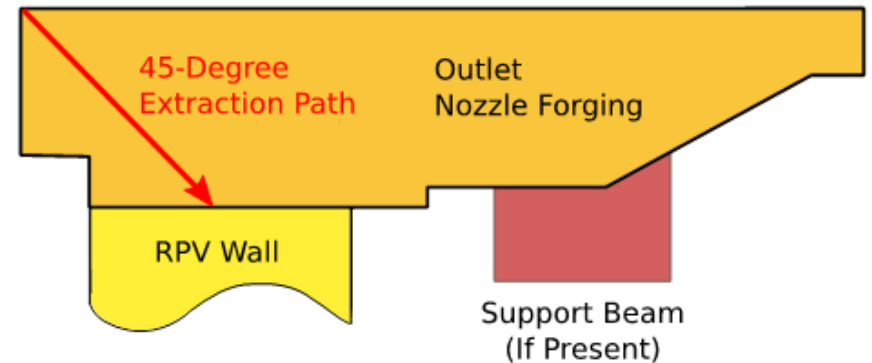 45-Degree
Extraction Path
Outlet
Nozzle Forging
RPV Wall
Support Beam
(If Present)